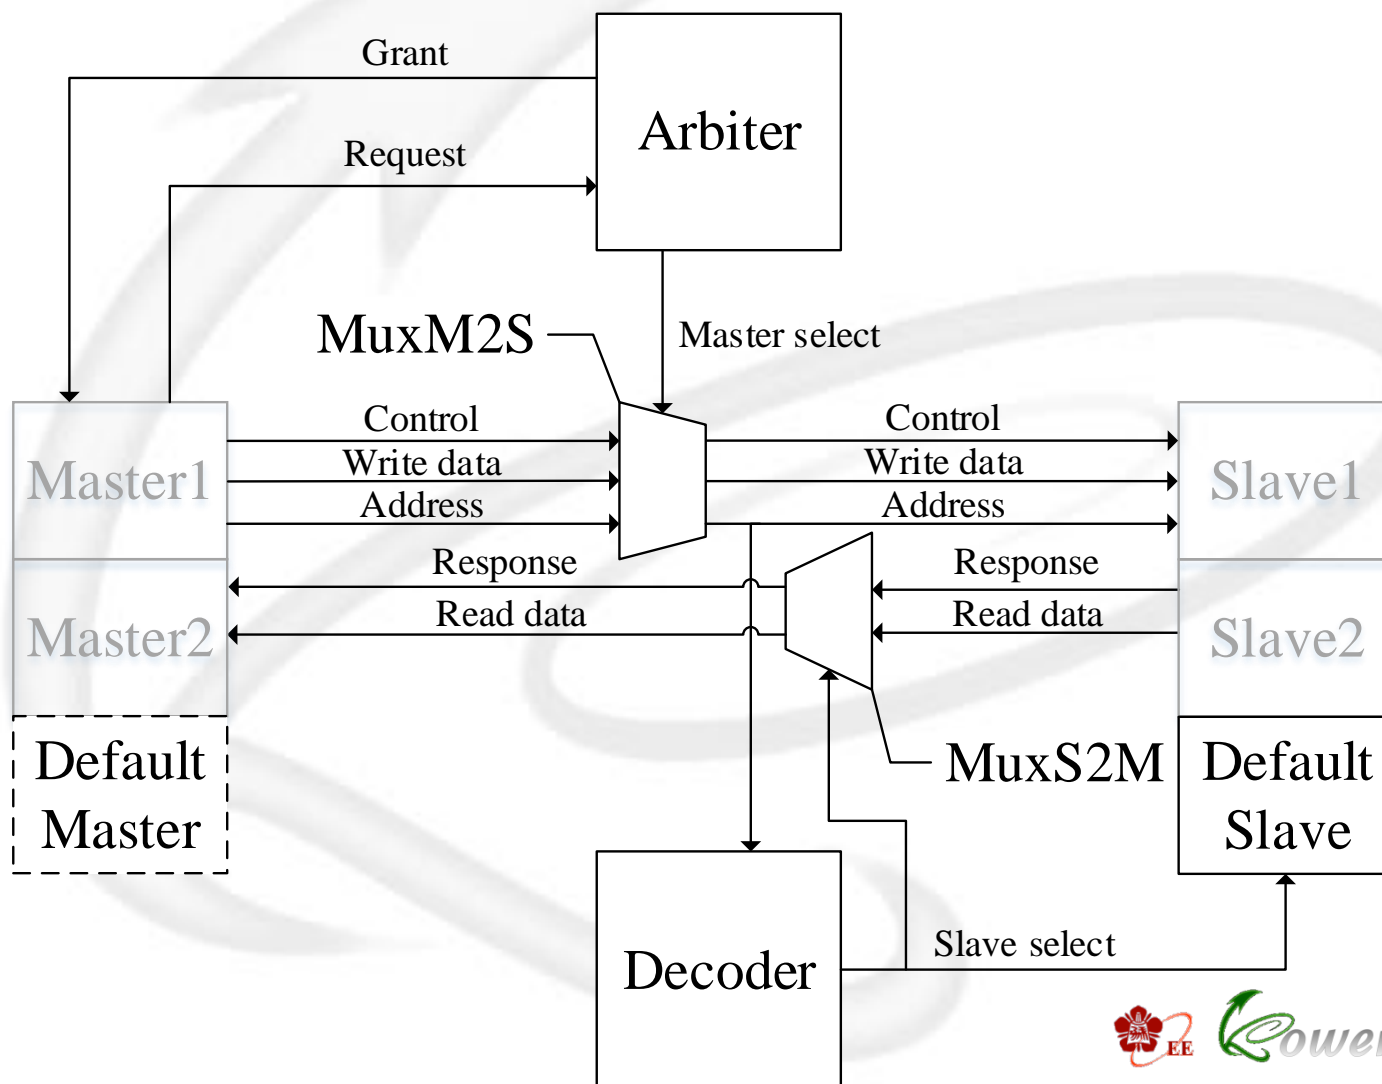 Grant
Arbiter
Request
MuxM2S
Master select
Control
Control
Master1
Write data
Write data
Slave1
Address
Address
Response
Response
Master2
Read data
Read data
Slave2
Default
Master
MuxS2M
Default
Slave
Decoder
Slave select
EE
ower